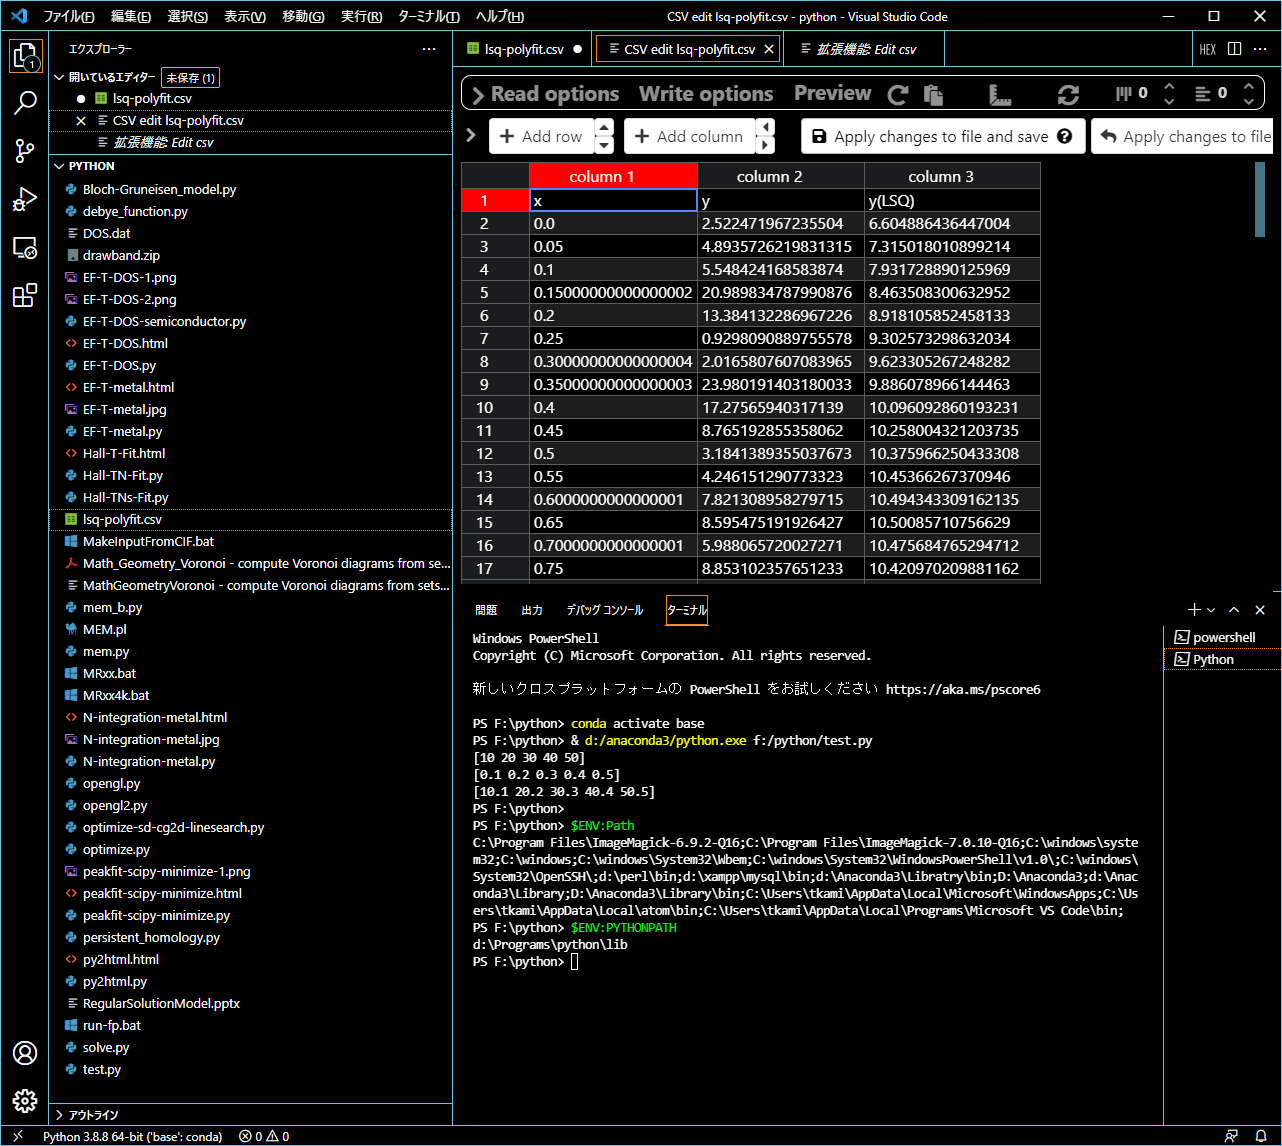 ファイル(F) 編集(E) 選択(S) 表示(V) 移動(G) 実行(R) ターミナル(T) ヘルプ(H) CSV edit lsq-polyfit.csv - python - Visual Studio Code
エクスプローラー
開いているエディター 未保存 (1)
lsq-polyfit.csv
CSV edit lsq-polyfit.csv
拡張機能: Edit csv
PYTHON
Bloch-Gruneisen_model.py
debye_function.py
DOS.dat
drawband.zip
EF-T-DOS-1.png
EF-T-DOS-2.png
EF-T-DOS-semiconductor.py
EF-T-DOS.html
EF-T-DOS.py
EF-T-metal.html
EF-T-metal.jpg
EF-T-metal.py
Hall-T-Fit.html
Hall-TN-Fit.py
Hall-TNs-Fit.py
lsq-polyfit.csv
MakeInputFromCIF.bat
Math_Geometry_Voronoi - compute Voronoi diagrams from se...
MathGeometryVoronoi - compute Voronoi diagrams from sets...
mem_b.py
MEM.pl
mem.py
MRxx.bat
MRxx4k.bat
N-integration-metal.html
N-integration-metal.jpg
N-integration-metal.py
opengl.py
opengl2.py
optimize-sd-cg2d-linesearch.py
optimize.py
peakfit-scipy-minimize-1.png
peakfit-scipy-minimize.html
peakfit-scipy-minimize.py
persistent_homology.py
py2html.html
py2html.py
RegularSolutionModel.pptx
run-fp.bat
solve.py
test.py
アウトライン
1
lsq-polyfit.csv CSV edit lsq-polyfit.csv 拡張機能: Edit csv HEX
Read options Write options Preview 0 0
Add row Add column Apply changes to file and save Apply changes to file
column 1 column 2 column 3
1 x y y(LSQ)
2 0.0 2.522471967235504 6.604886436447004
3 0.05 4.8935726219831315 7.315018010899214
4 0.1 5.548424168583874 7.931728890125969
5 0.15000000000000002 20.989834787990876 8.463508300632952
6 0.2 13.384132286967226 8.918105852458133
7 0.25 0.9298090889755578 9.302573298632034
8 0.30000000000000004 2.0165807607083965 9.623305267248282
9 0.35000000000000003 23.980191403180033 9.886078966144463
10 0.4 17.27565940317139 10.096092860193231
11 0.45 8.765192855358062 10.258004321203735
12 0.5 3.1841389355037673 10.375966250433308
13 0.55 4.246151290773323 10.45366267370946
14 0.6000000000000001 7.821308958279715 10.494343309162135
15 0.65 8.595475191926427 10.50085710756629
16 0.7000000000000001 5.988065720027271 10.475684765294712
17 0.75 8.853102357651233 10.420970209881162
問題 出力 デバッグ コンソール ターミナル
powershell
Python
Windows PowerShell
Copyright (C) Microsoft Corporation. All rights reserved.
新しいクロスプラットフォームの PowerShell をお試しください https://aka.ms/pscore6
PS F:\python> conda activate base
PS F:\python> & d:/anaconda3/python.exe f:/python/test.py
[10 20 30 40 50]
[0.1 0.2 0.3 0.4 0.5]
[10.1 20.2 30.3 40.4 50.5]
PS F:\python>
PS F:\python> $ENV:Path
C:\Program Files\ImageMagick-6.9.2-Q16;C:\Program Files\ImageMagick-7.0.10-Q16;C:\windows\syste
m32;C:\windows;C:\windows\System32\Wbem;C:\windows\System32\WindowsPowerShell\v1.0\;C:\windows\
System32\OpenSSH\;d:\perl\bin;d:\xampp\mysql\bin;d:\Anaconda3\Libratry\bin;D:\Anaconda3;d:\Anac
onda3\Library;D:\Anaconda3\Library\bin;C:\Users\tkami\AppData\Local\Microsoft\WindowsApps;C:\Us
ers\tkami\AppData\Local\atom\bin;C:\Users\tkami\AppData\Local\Programs\Microsoft VS Code\bin;
PS F:\python> $ENV:PYTHONPATH
d:\Programs\python\lib
PS F:\python>
Python 3.8.8 64-bit ('base': conda) 0 0